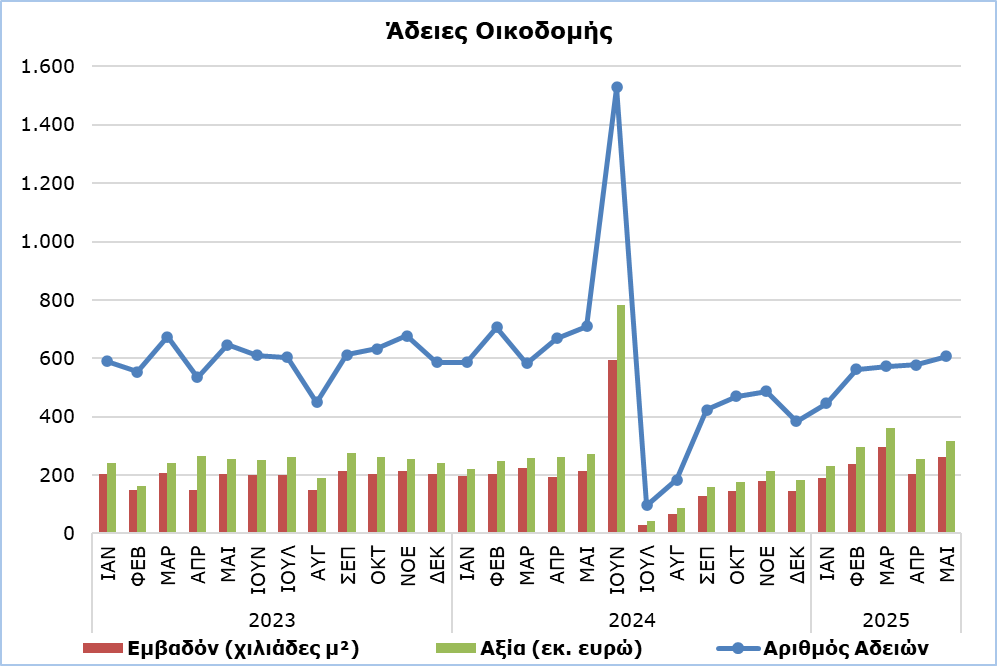 Άδειες Οικοδομής
1.600
1.400
1.200
1.000
800
600
400
200
0
ΙΑΝ ΦΕΒ ΜΑΡ ΑΠΡ ΜΑΙ ΙΟΥΝ ΙΟΥΛ ΑΥΓ ΣΕΠ ΟΚΤ ΝΟΕ ΔΕΚ ΙΑΝ ΦΕΒ ΜΑΡ ΑΠΡ ΜΑΙ ΙΟΥΝ ΙΟΥΛ ΑΥΓ ΣΕΠ ΟΚΤ ΝΟΕ ΔΕΚ ΙΑΝ ΦΕΒ ΜΑΡ ΑΠΡ ΜΑΙ
2023 2024 2025
Εμβαδόν (χιλιάδες μ²) Αξία (εκ. ευρώ) Αριθμός Αδειών